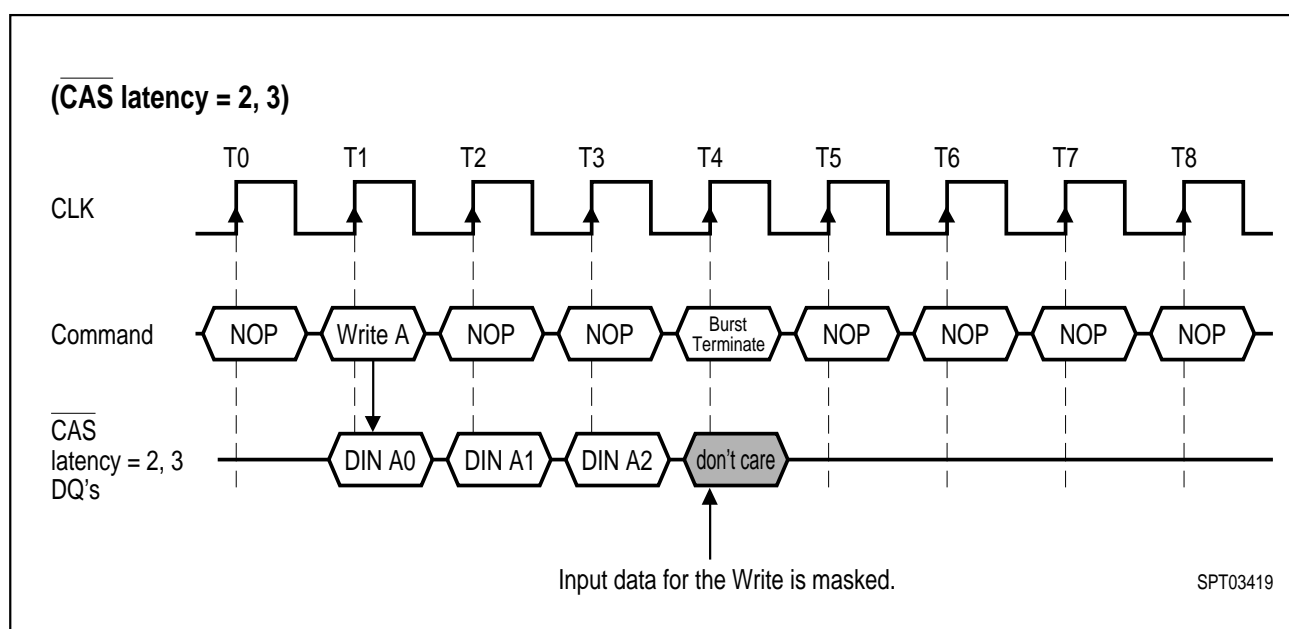 (CAS latency = 2, 3)
T0 T1 T2 T3 T4 T5 T6 T7 T8
CLK
Command
NOP Write A NOP NOP Burst Terminate NOP NOP NOP NOP
CAS
latency = 2, 3
DQ's
DIN A0 DIN A1 DIN A2 don't care
Input data for the Write is masked.
SPT03419